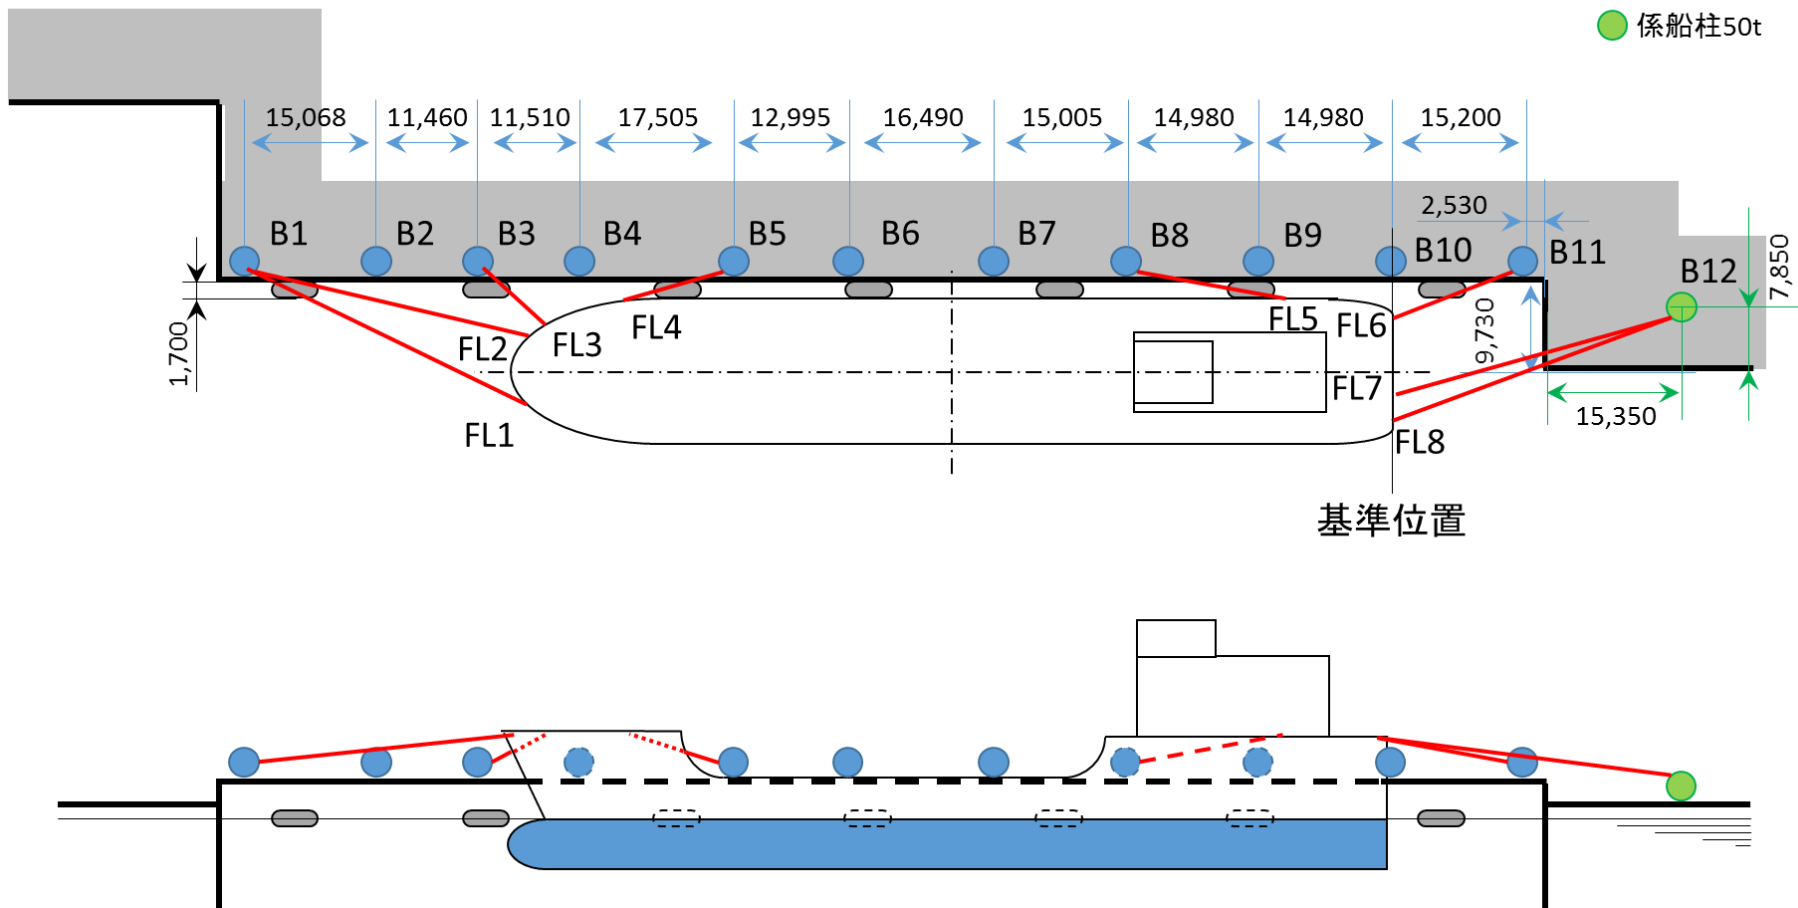 係船柱50t
15,068
11,460
11,510
17,505
12,995
16,490
15,005
14,980
14,980
15,200
2,530
B1
B2
B3
B4
B5
B6
B7
B8
B9
B10
B11
B12
7,850
1,700
9,730
FL1
FL2
FL3
FL4
FL5
FL6
FL7
FL8
15,350
基準位置